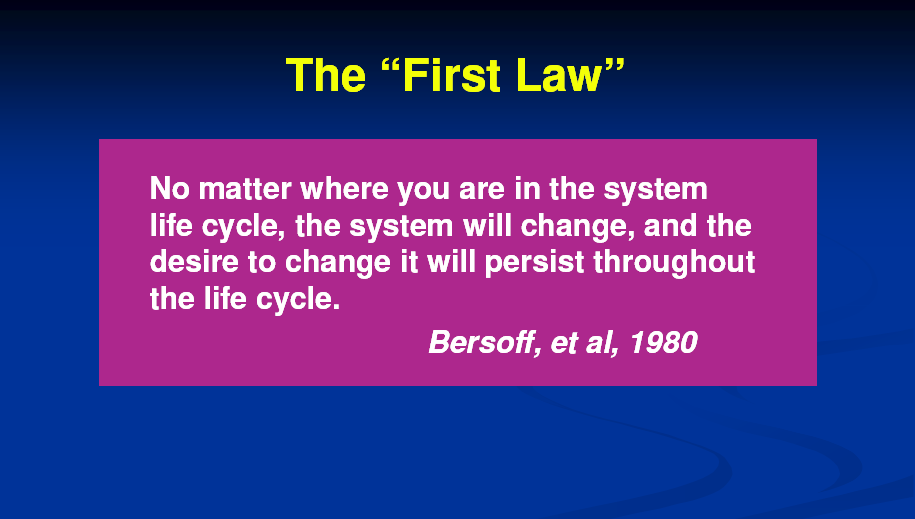 The “First Law”
No matter where you are in the system
life cycle, the system will change, and the
desire to change it will persist throughout
the life cycle.
Bersoff, et al, 1980